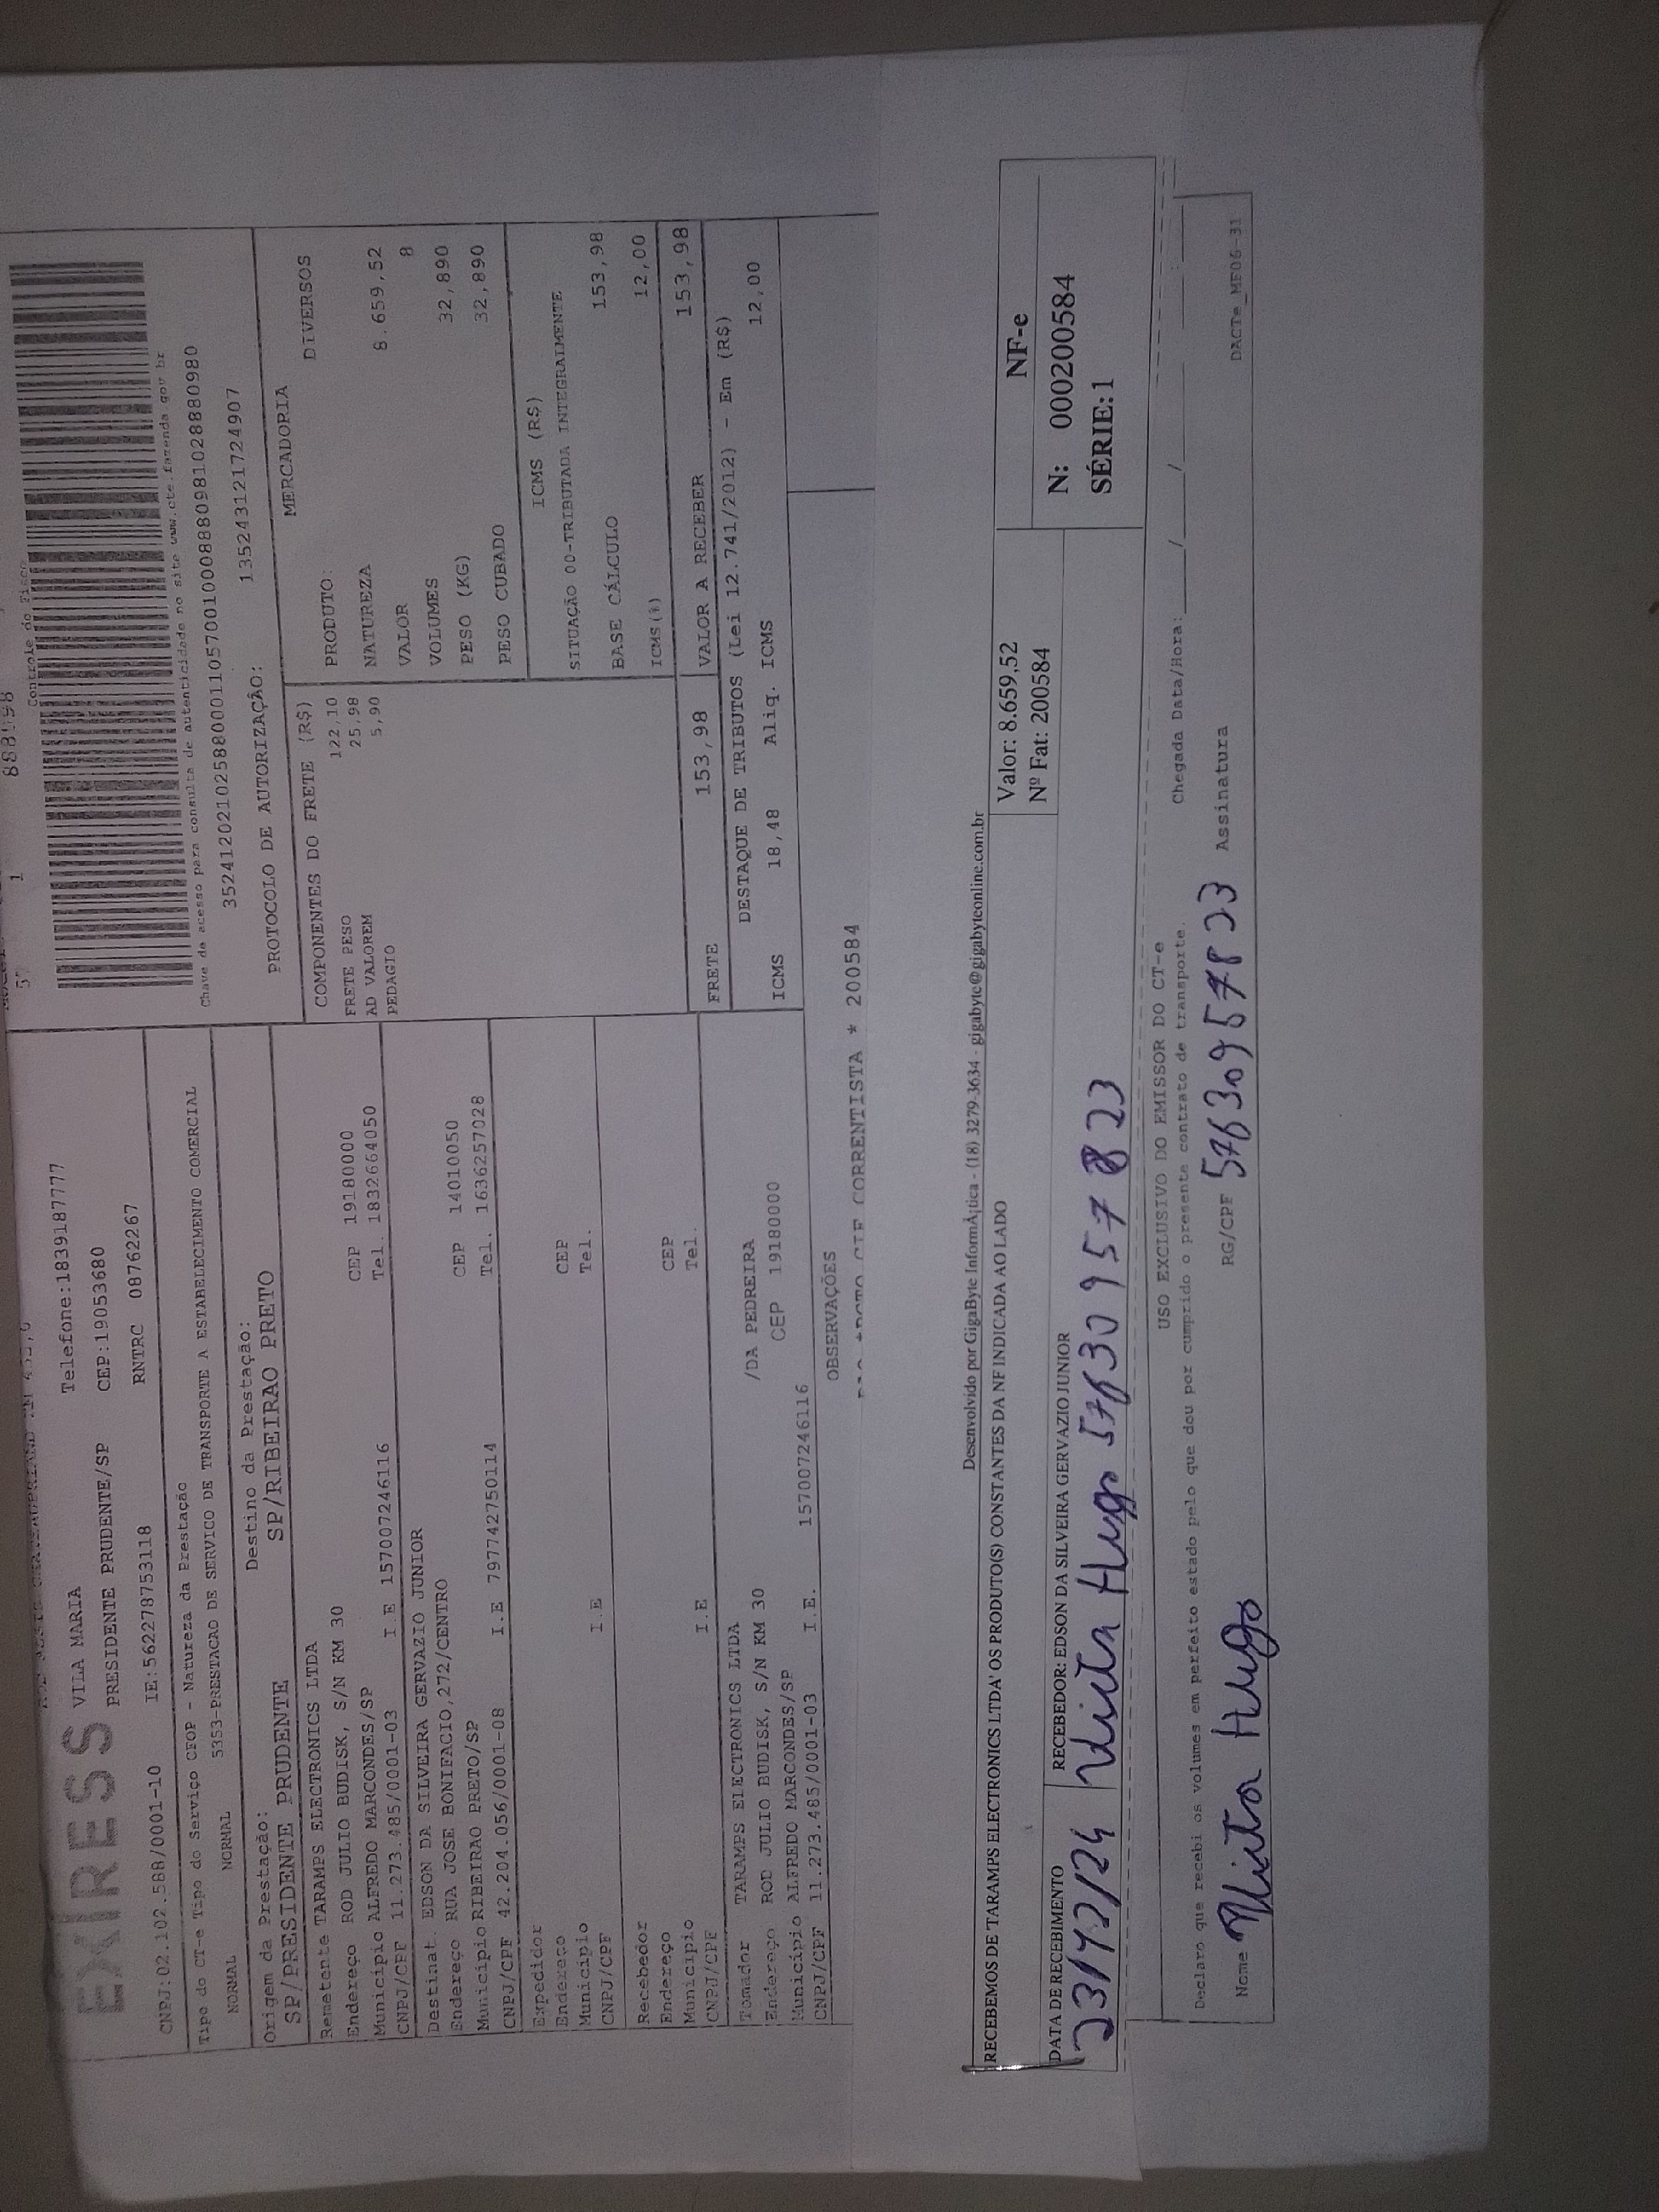 1
Controle do Fisco
Telefone:1839187777
EXPRESS VILA MARIA
PRESIDENTE PRUDENTE/SP CEP:19053680
CNPJ:02.102.588/0001-10 IE:562278753118 RNTRC 08762267
Chave de acesso para consulta de autenticidade no site www.cte.fazenda.gov.br
35241202102588000110570010008880981028880980
PROTOCOLO DE AUTORIZAÇÃO: 135243121724907
Tipo do CT-e Tipo do Serviço CFOP - Natureza da Prestação
NORMAL NORMAL 5353-PRESTACAO DE SERVICO DE TRANSPORTE A ESTABELECIMENTO COMERCIAL
Origem da Prestação: Destino da Prestação:
SP/PRESIDENTE PRUDENTE SP/RIBEIRAO PRETO
Remetente TARAMPS ELECTRONICS LTDA
Endereço ROD JULIO BUDISK, S/N KM 30 CEP 19180000
Município ALFREDO MARCONDES/SP Tel. 1832664050
CNPJ/CPF 11.273.485/0001-03 I.E 157007246116
Destinat. EDSON DA SILVEIRA GERVAZIO JUNIOR
Endereço RUA JOSE BONIFACIO,272/CENTRO CEP 14010050
Município RIBEIRAO PRETO/SP Tel. 1636257028
CNPJ/CPF 42.204.056/0001-08 I.E 797742750114
Expedidor
Endereço CEP
Município Tel.
CNPJ/CPF I.E
Recebedor
Endereço CEP
Município Tel.
CNPJ/CPF I.E
Tomador TARAMPS ELECTRONICS LTDA
Endereço ROD JULIO BUDISK, S/N KM 30 /DA PEDREIRA
Município ALFREDO MARCONDES/SP CEP 19180000
CNPJ/CPF 11.273.485/0001-03 I.E. 157007246116
COMPONENTES DO FRETE (R$)
FRETE PESO 122,10
AD VALOREM 25,98
PEDAGIO 5,90
MERCADORIA
PRODUTO: DIVERSOS
NATUREZA
VALOR 8.659,52
VOLUMES 8
PESO (KG) 32,890
PESO CUBADO 32,890
ICMS (R$)
SITUAÇÃO 00-TRIBUTADA INTEGRALMENTE
BASE CÁLCULO 153,98
ICMS(%) 12,00
FRETE 153,98 VALOR A RECEBER 153,98
DESTAQUE DE TRIBUTOS (Lei 12.741/2012) - Em (R$)
ICMS 18,48 Aliq. ICMS 12,00
OBSERVAÇÕES
CIF CORRENTISTA * 200584
Desenvolvido por GigaByte InformÃ¡tica - (18) 3279-3634 - gigabyte@gigabyteonline.com.br
RECEBEMOS DE TARAMPS ELECTRONICS LTDA' OS PRODUTO(S) CONSTANTES DA NF INDICADA AO LADO
Valor: 8.659,52
Nº Fat: 200584
NF-e
N: 000200584
SÉRIE:1
DATA DE RECEBIMENTO RECEBEDOR: EDSON DA SILVEIRA GERVAZIO JUNIOR
23/12/24 Victor Hugo 57630957823
USO EXCLUSIVO DO EMISSOR DO CT-e
Declaro que recebi os volumes em perfeito estado pelo que dou por cumprido o presente contrato de transporte. Chegada Data/Hora: ____/____/____ ____:____
Nome Victor Hugo RG/CPF 57630957823 Assinatura
DACTe_MF06-31